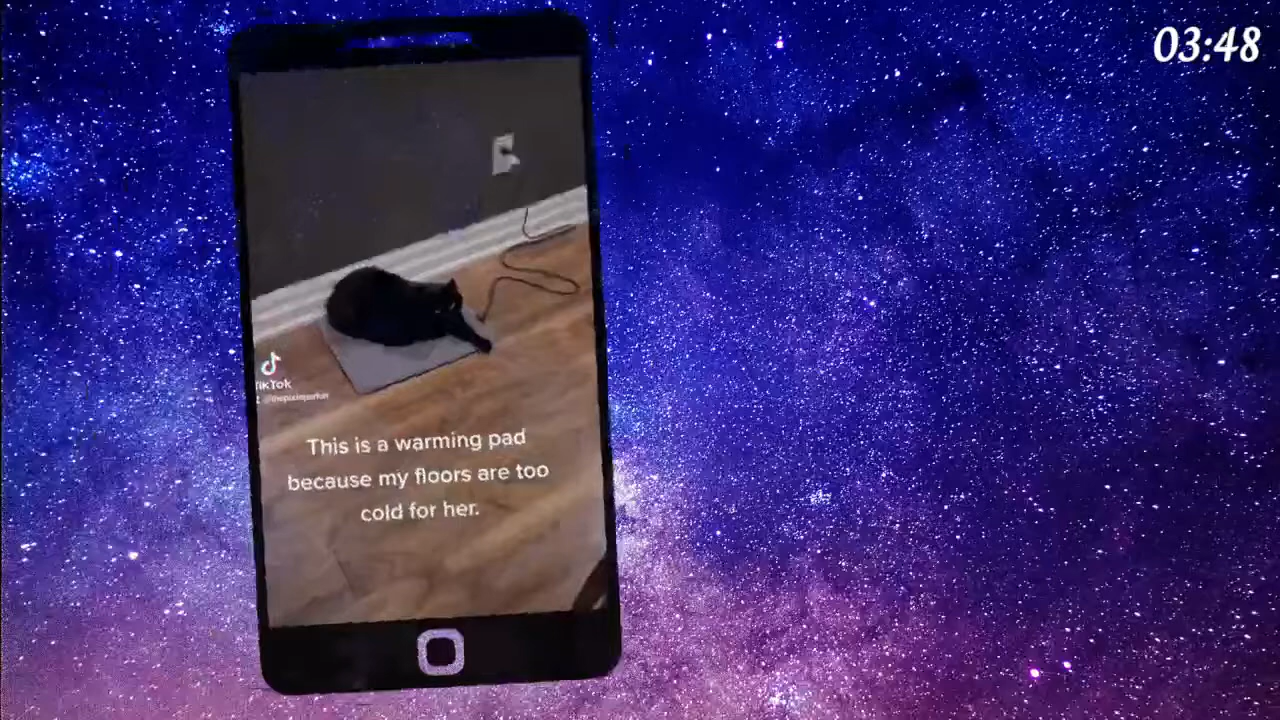 03:48
TikTok
This is a warming pad
because my floors are too
cold for her.